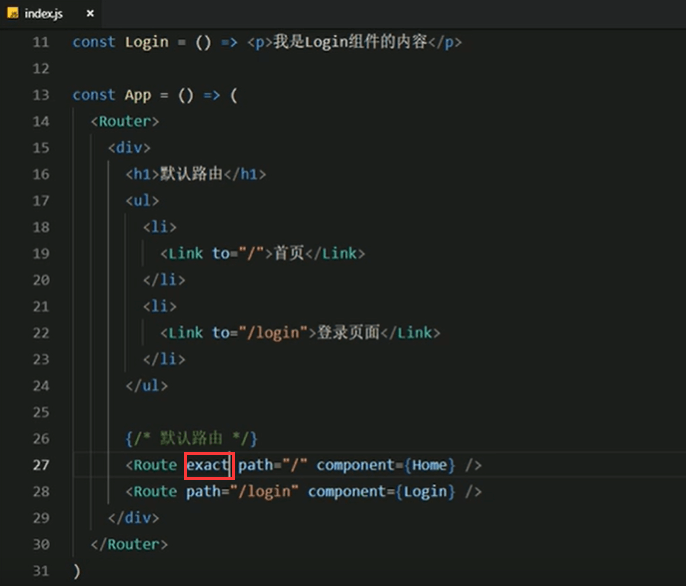 JS index.js ×
11 const Login = () => <p>我是Login组件的内容</p>
12
13 const App = () => (
14 <Router>
15 <div>
16 <h1>默认路由</h1>
17 <ul>
18 <li>
19 <Link to="/">首页</Link>
20 </li>
21 <li>
22 <Link to="/login">登录页面</Link>
23 </li>
24 </ul>
25
26 {/* 默认路由 */}
27 <Route exact path="/" component={Home} />
28 <Route path="/login" component={Login} />
29 </div>
30 </Router>
31 )